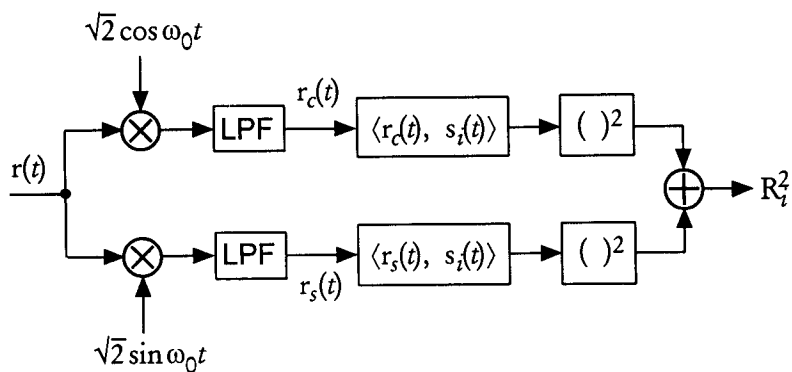 √2 cos ω₀t
r_c(t)
LPF
⟨r_c(t), s_i(t)⟩
( )²
r(t)
R_i²
LPF
⟨r_s(t), s_i(t)⟩
( )²
r_s(t)
√2 sin ω₀t